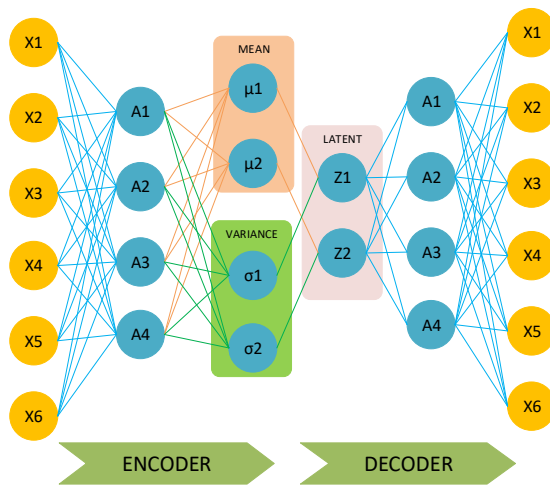 X1
X2
X3
X4
X5
X6
A1
A2
A3
A4
MEAN
μ1
μ2
VARIANCE
σ1
σ2
LATENT
Z1
Z2
A1
A2
A3
A4
X1
X2
X3
X4
X5
X6
ENCODER
DECODER